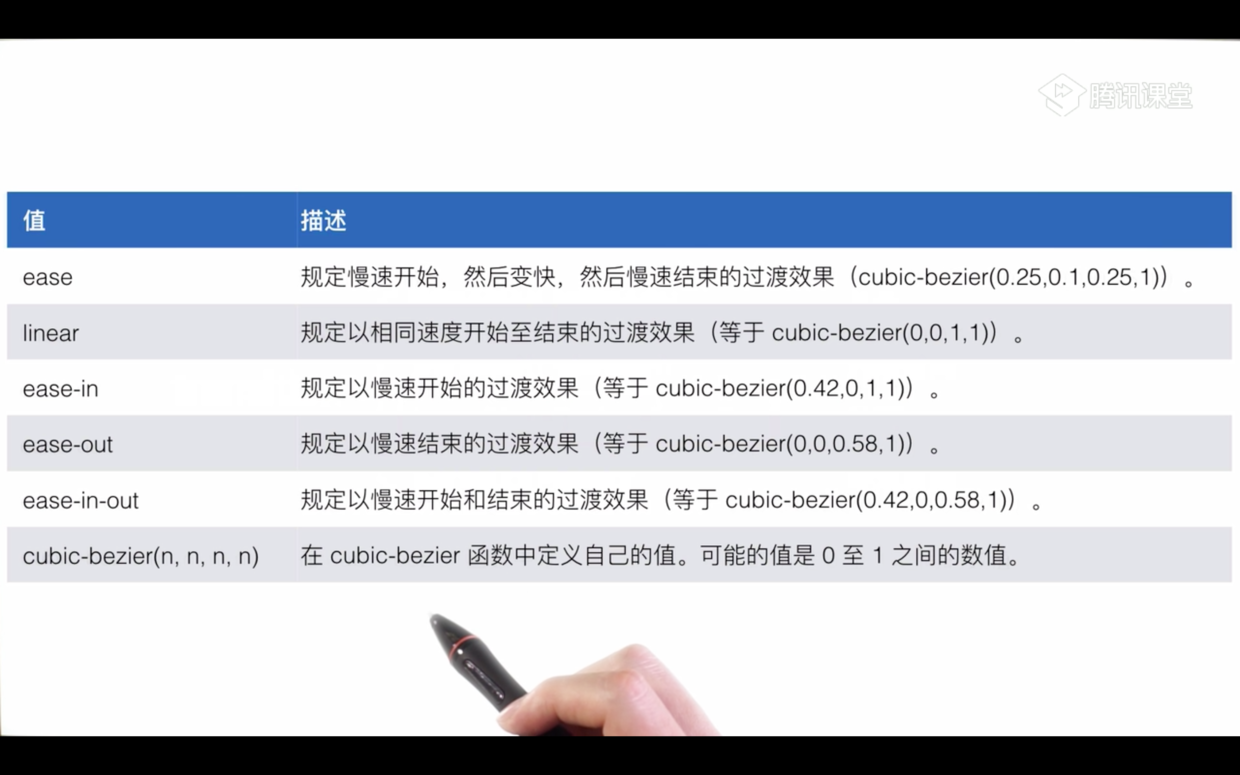 腾讯课堂
值 描述
ease 规定慢速开始，然后变快，然后慢速结束的过渡效果（cubic-bezier(0.25,0.1,0.25,1)）。
linear 规定以相同速度开始至结束的过渡效果（等于 cubic-bezier(0,0,1,1)）。
ease-in 规定以慢速开始的过渡效果（等于 cubic-bezier(0.42,0,1,1)）。
ease-out 规定以慢速结束的过渡效果（等于 cubic-bezier(0,0,0.58,1)）。
ease-in-out 规定以慢速开始和结束的过渡效果（等于 cubic-bezier(0.42,0,0.58,1)）。
cubic-bezier(n, n, n, n) 在 cubic-bezier 函数中定义自己的值。可能的值是 0 至 1 之间的数值。